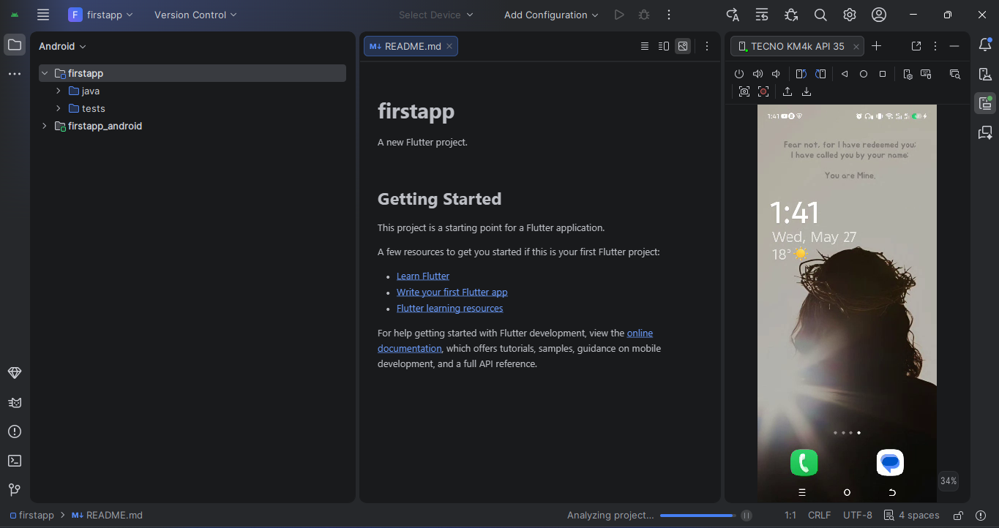 F firstapp
Version Control
Select Device
Add Configuration
Android
firstapp
java
tests
firstapp_android
M↓ README.md
firstapp
A new Flutter project.
Getting Started
This project is a starting point for a Flutter application.
A few resources to get you started if this is your first Flutter project:
• Learn Flutter
• Write your first Flutter app
• Flutter learning resources
For help getting started with Flutter development, view the online
documentation, which offers tutorials, samples, guidance on mobile
development, and a full API reference.
TECNO KM4k API 35
1:41
Fear not, for I have redeemed you;
I have called you by your name;
You are Mine.
1:41
Wed, May 27
18°
34%
firstapp > M↓ README.md
Analyzing project...
1:1 CRLF UTF-8 4 spaces